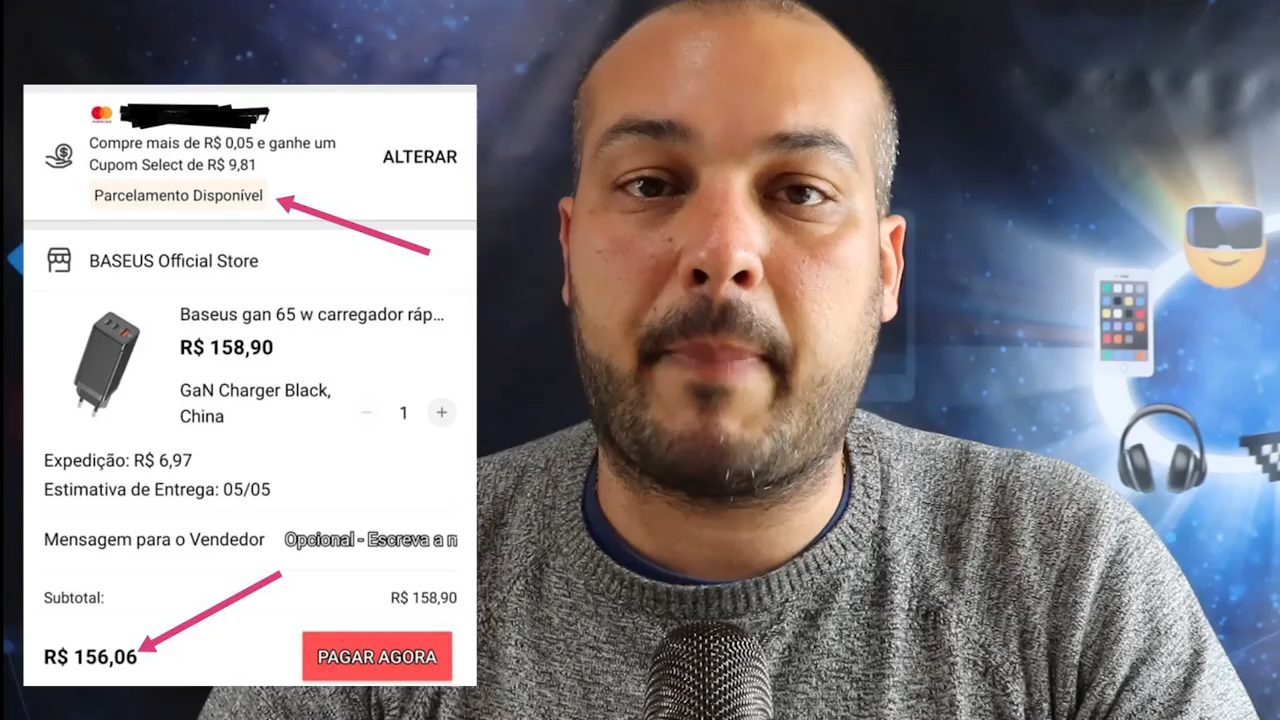 Compre mais de R$ 0,05 e ganhe um
Cupom Select de R$ 9,81
ALTERAR
Parcelamento Disponível
BASEUS Official Store
Baseus gan 65 w carregador ráp...
R$ 158,90
GaN Charger Black,
China
1
Expedição: R$ 6,97
Estimativa de Entrega: 05/05
Mensagem para o Vendedor Opcional - Escreva a m
Subtotal: R$ 158,90
R$ 156,06 PAGAR AGORA